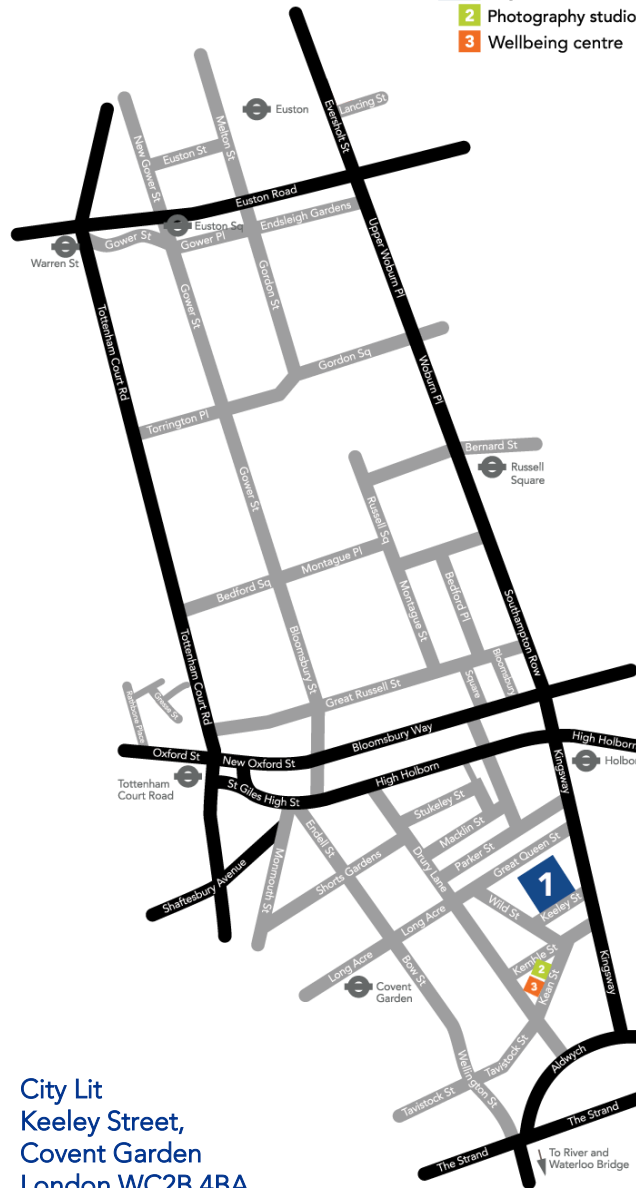 2 Photography studio
3 Wellbeing centre
Euston
Lancing St
Eversholt St
Melton St
New Gower St
Euston St
Euston Road
Euston Sq
Endsleigh Gardens
Gower St
Gower Pl
Warren St
Upper Woburn Pl
Gordon St
Gower St
Tottenham Court Rd
Gordon Sq
Woburn Pl
Torrington Pl
Bernard St
Russell
Square
Gower St
Russell Sq
Montague Pl
Bedford Sq
Montague St
Bedford Pl
Southampton Row
Tottenham Court Rd
Bloomsbury St
Great Russell St
Square
Bloomsbury
Rathbone Place
Gresse St
Bloomsbury Way
Oxford St
New Oxford St
High Holborn
Holbor
Kingsway
Tottenham
Court Road
St Giles High St
High Holborn
Stukeley St
Macklin St
Parker St
Great Queen St
Endell St
Drury Lane
Shorts Gardens
Monmouth St
Shaftesbury Avenue
1
Keeley St
Wild St
Long Acre
Long Acre
Bow St
Kemble St
2
3
Kean St
Kingsway
Covent
Garden
Aldwych
Tavistock St
Wellington St
Tavistock St
The Strand
The Strand
To River and
Waterloo Bridge
City Lit
Keeley Street,
Covent Garden
London WC2B 4BA